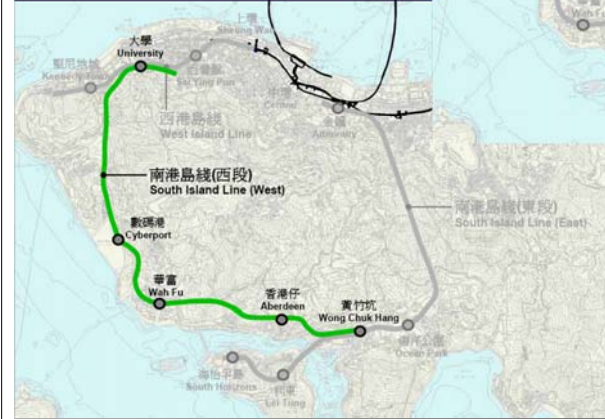 上環
Sheung Wan
大學
University
堅尼地城
Kennedy Town
西營盤
Sai Ying Pun
中環
Central
金鐘
Admiralty
西港島綫
West Island Line
南港島綫(西段)
South Island Line (West)
南港島綫(東段)
South Island Line (East)
數碼港
Cyberport
華富
Wah Fu
香港仔
Aberdeen
黃竹坑
Wong Chuk Hang
海洋公園
Ocean Park
海怡半島
South Horizons
利東
Lei Tung